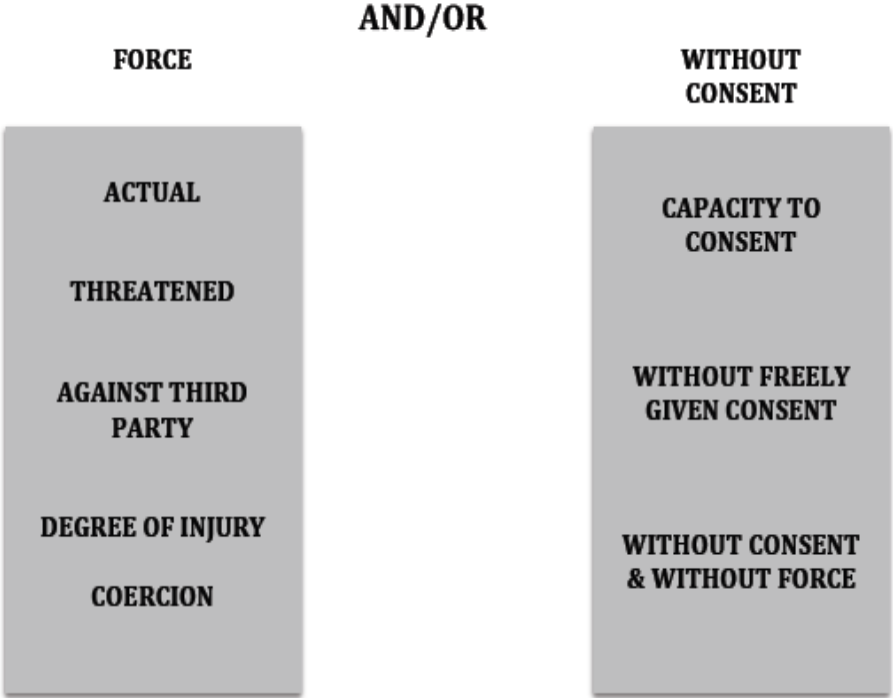 AND/OR
FORCE
WITHOUT
CONSENT
ACTUAL
THREATENED
AGAINST THIRD
PARTY
DEGREE OF INJURY
COERCION
CAPACITY TO
CONSENT
WITHOUT FREELY
GIVEN CONSENT
WITHOUT CONSENT
& WITHOUT FORCE